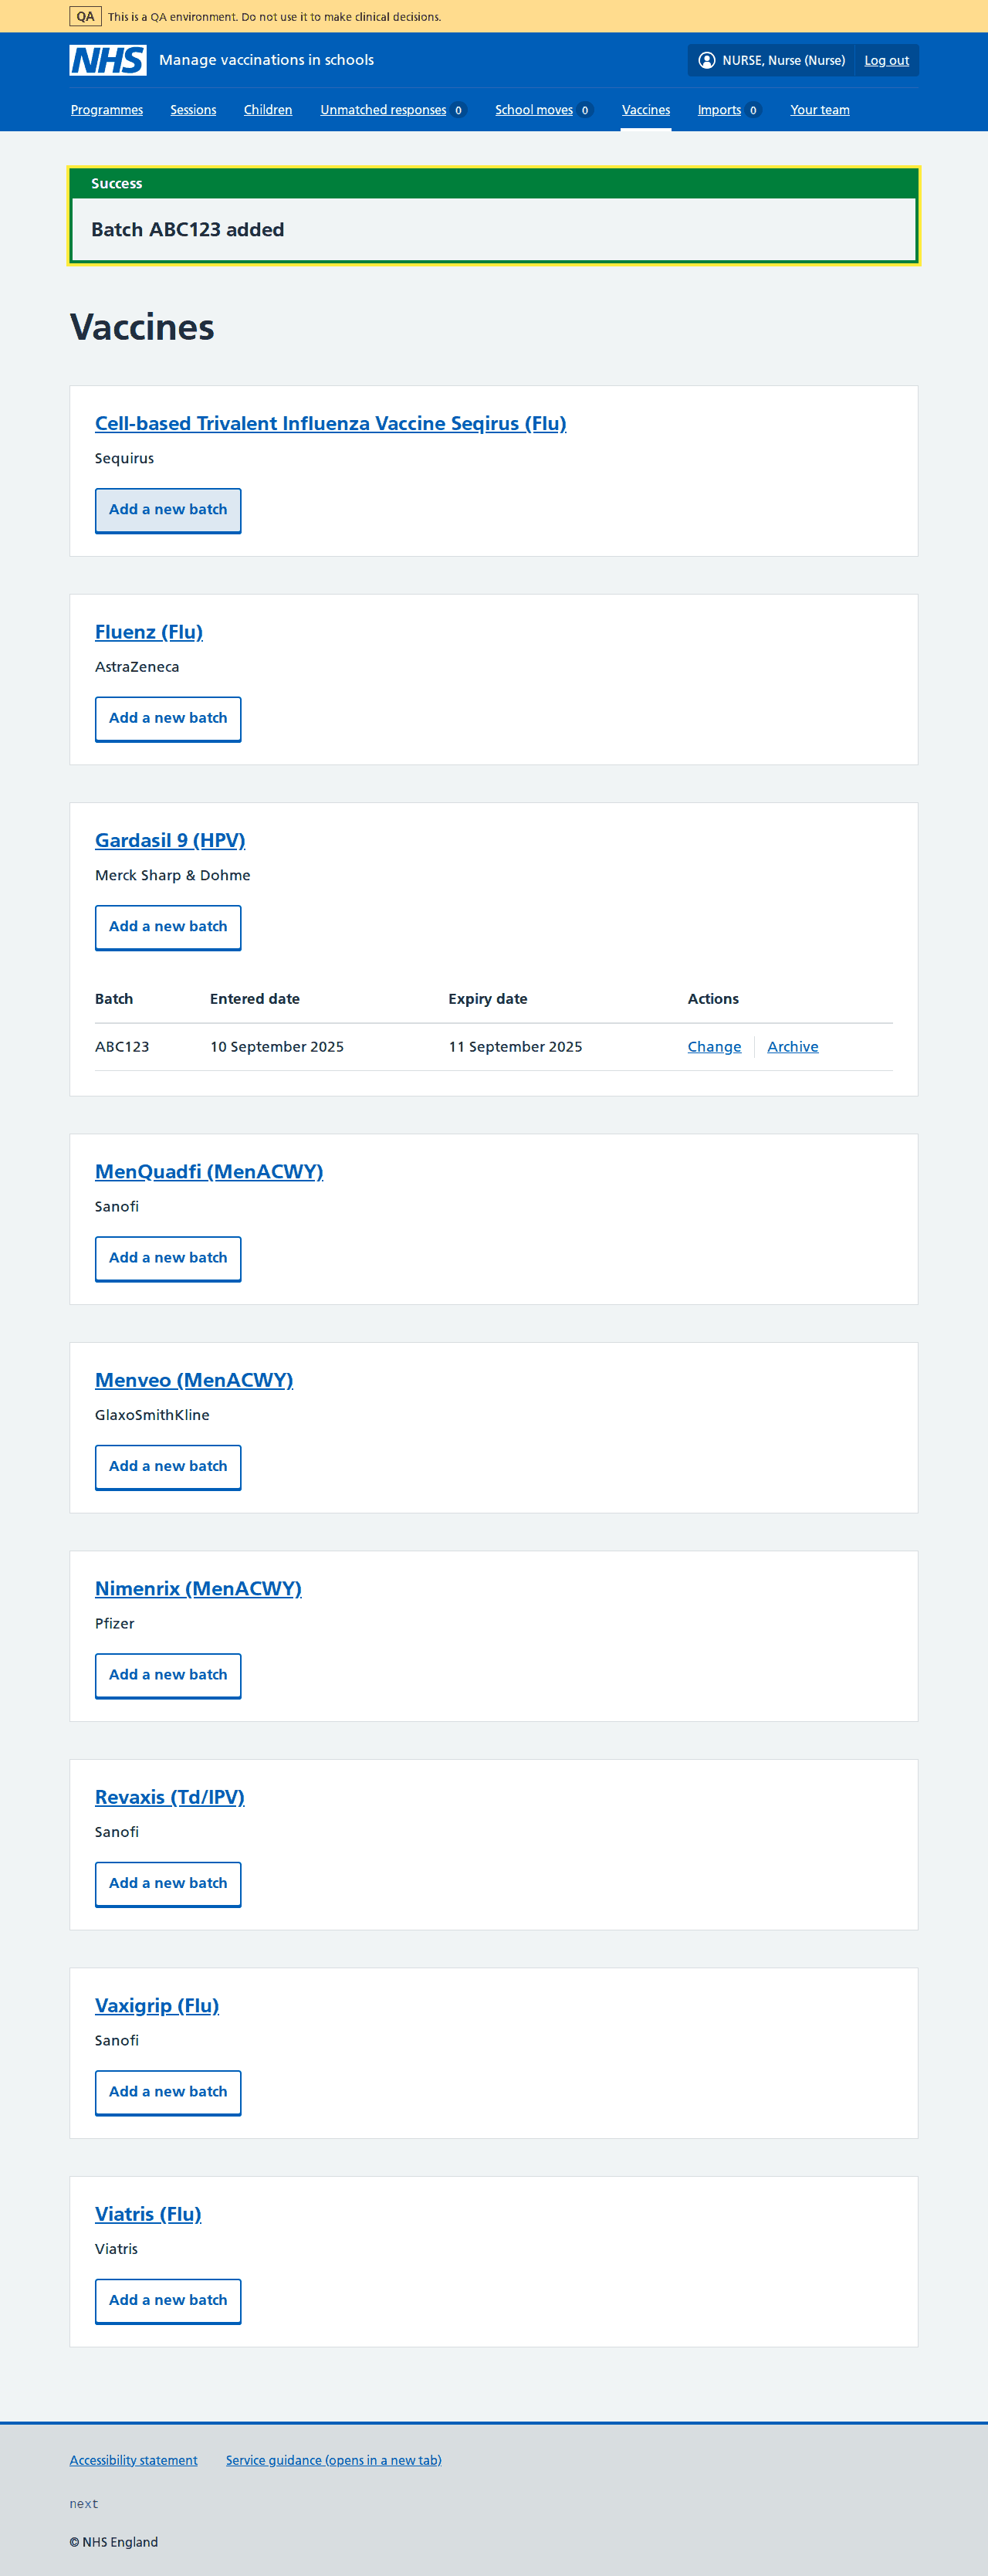 QA This is a QA environment. Do not use it to make clinical decisions.
NHS Manage vaccinations in schools NURSE, Nurse (Nurse) Log out
Programmes Sessions Children Unmatched responses 0 School moves 0 Vaccines Imports 0 Your team
Success
Batch ABC123 added
Vaccines
Cell-based Trivalent Influenza Vaccine Seqirus (Flu)
Sequirus
Add a new batch
Fluenz (Flu)
AstraZeneca
Add a new batch
Gardasil 9 (HPV)
Merck Sharp & Dohme
Add a new batch
Batch Entered date Expiry date Actions
ABC123 10 September 2025 11 September 2025 Change Archive
MenQuadfi (MenACWY)
Sanofi
Add a new batch
Menveo (MenACWY)
GlaxoSmithKline
Add a new batch
Nimenrix (MenACWY)
Pfizer
Add a new batch
Revaxis (Td/IPV)
Sanofi
Add a new batch
Vaxigrip (Flu)
Sanofi
Add a new batch
Viatris (Flu)
Viatris
Add a new batch
Accessibility statement Service guidance (opens in a new tab)
next
© NHS England